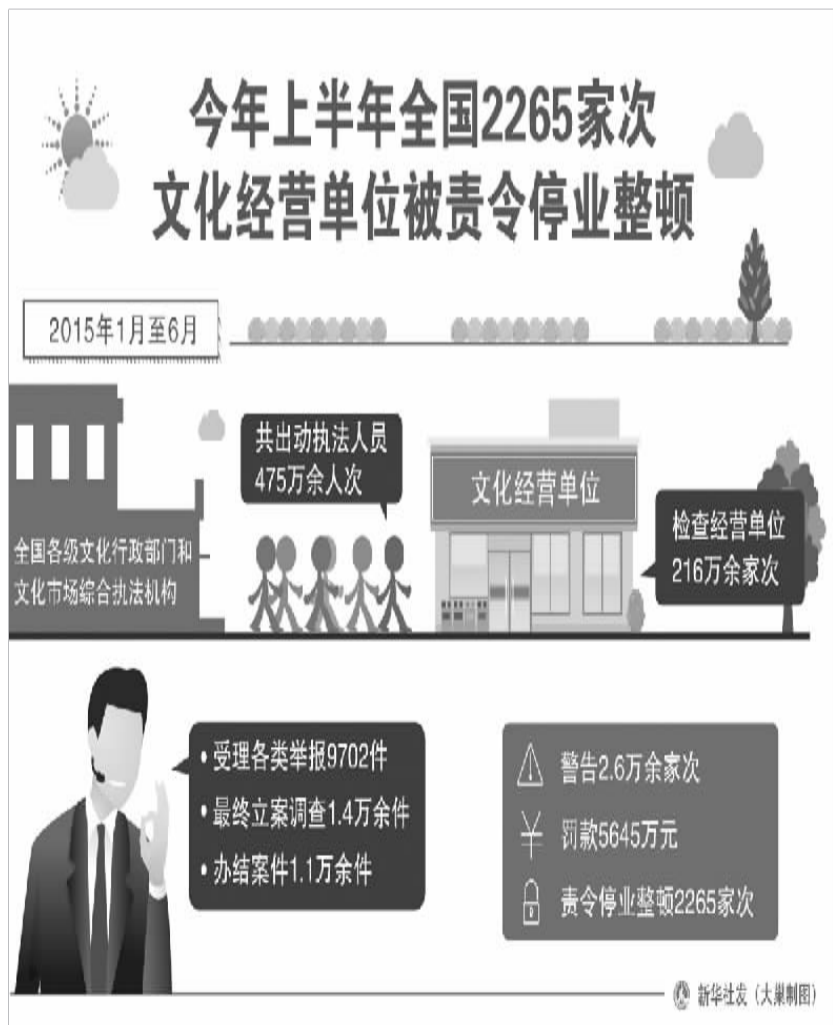 今年上半年全国2265家次
文化经营单位被责令停业整顿
2015年1月至6月
共出动执法人员
475万余人次
文化经营单位
检查经营单位
216万余家次
全国各级文化行政部门和
文化市场综合执法机构
• 受理各类举报9702件
• 最终立案调查1.4万余件
• 办结案件1.1万余件
警告2.6万余家次
¥ 罚款5645万元
责令停业整顿2265家次
新华社发（大巢制图）